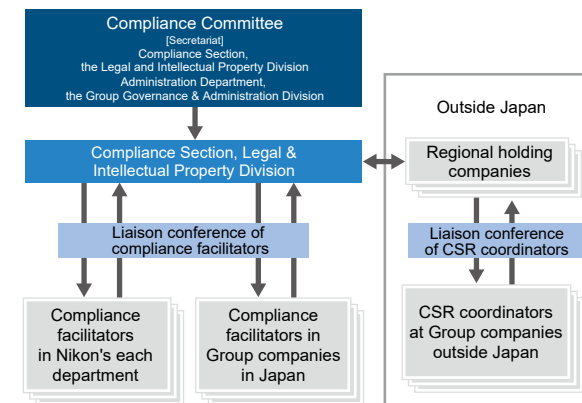 Compliance Committee
[Secretariat]
Compliance Section,
the Legal and Intellectual Property Division
Administration Department,
the Group Governance & Administration Division
Outside Japan
Compliance Section, Legal &
Intellectual Property Division
Regional holding
companies
Liaison conference of
compliance facilitators
Liaison conference
of CSR coordinators
Compliance
facilitators
in Nikon's each
department
Compliance
facilitators in
Group companies
in Japan
CSR coordinators
at Group companies
outside Japan